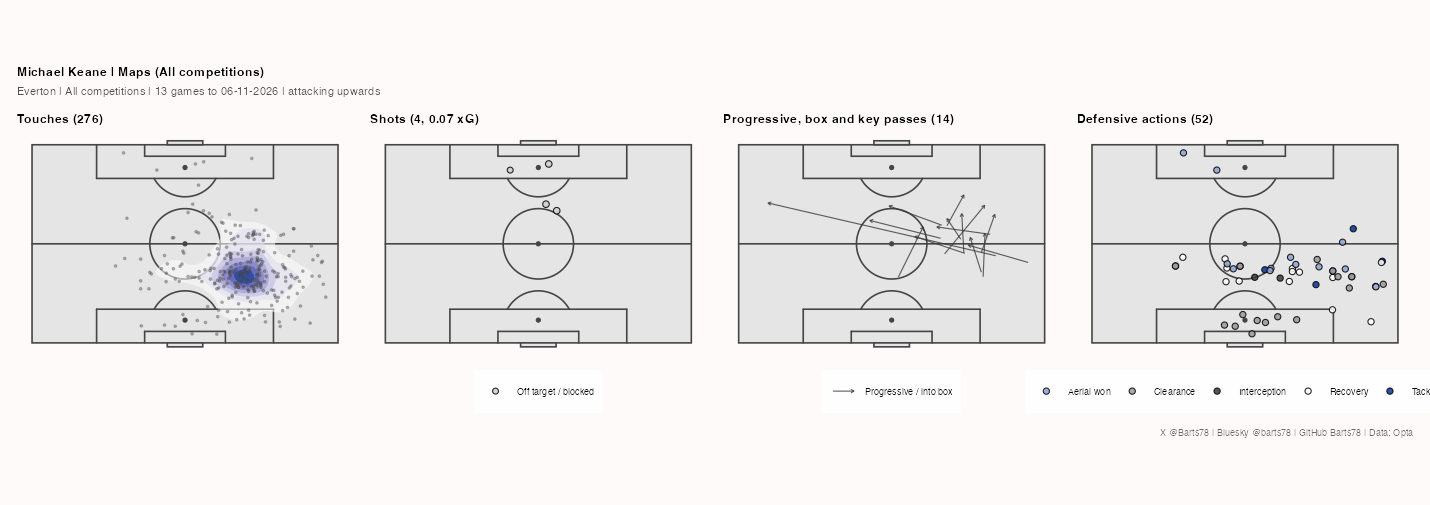 Michael Keane | Maps (All competitions)
Everton | All competitions | 13 games to 06-11-2026 | attacking upwards
Touches (276)
Shots (4, 0.07 xG)
Progressive, box and key passes (14)
Defensive actions (52)
Off target / blocked
Progressive / into box
Aerial won
Clearance
Interception
Recovery
Tack
X @Barts78 | Bluesky @barts78 | GitHub Barts78 | Data: Opta